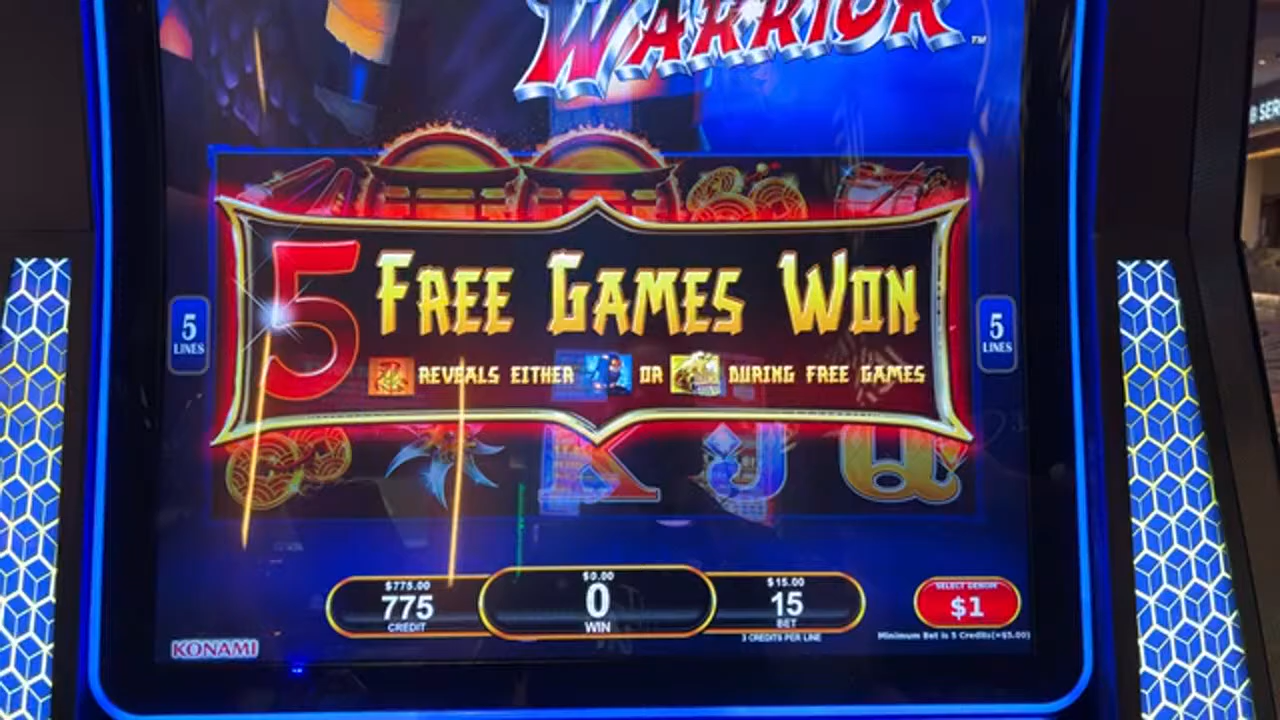 WARRIOR™
SER
5 FREE GAMES WON
REVEALS EITHER OR DURING FREE GAMES
5
LINES
5
LINES
K J Q
$775.00
775
CREDIT
$0.00
0
WIN
$15.00
15
BET
3 CREDITS PER LINE
SELECT DENOM
$1
Minimum Bet is 5 Credits(=$5.00)
KONAMI